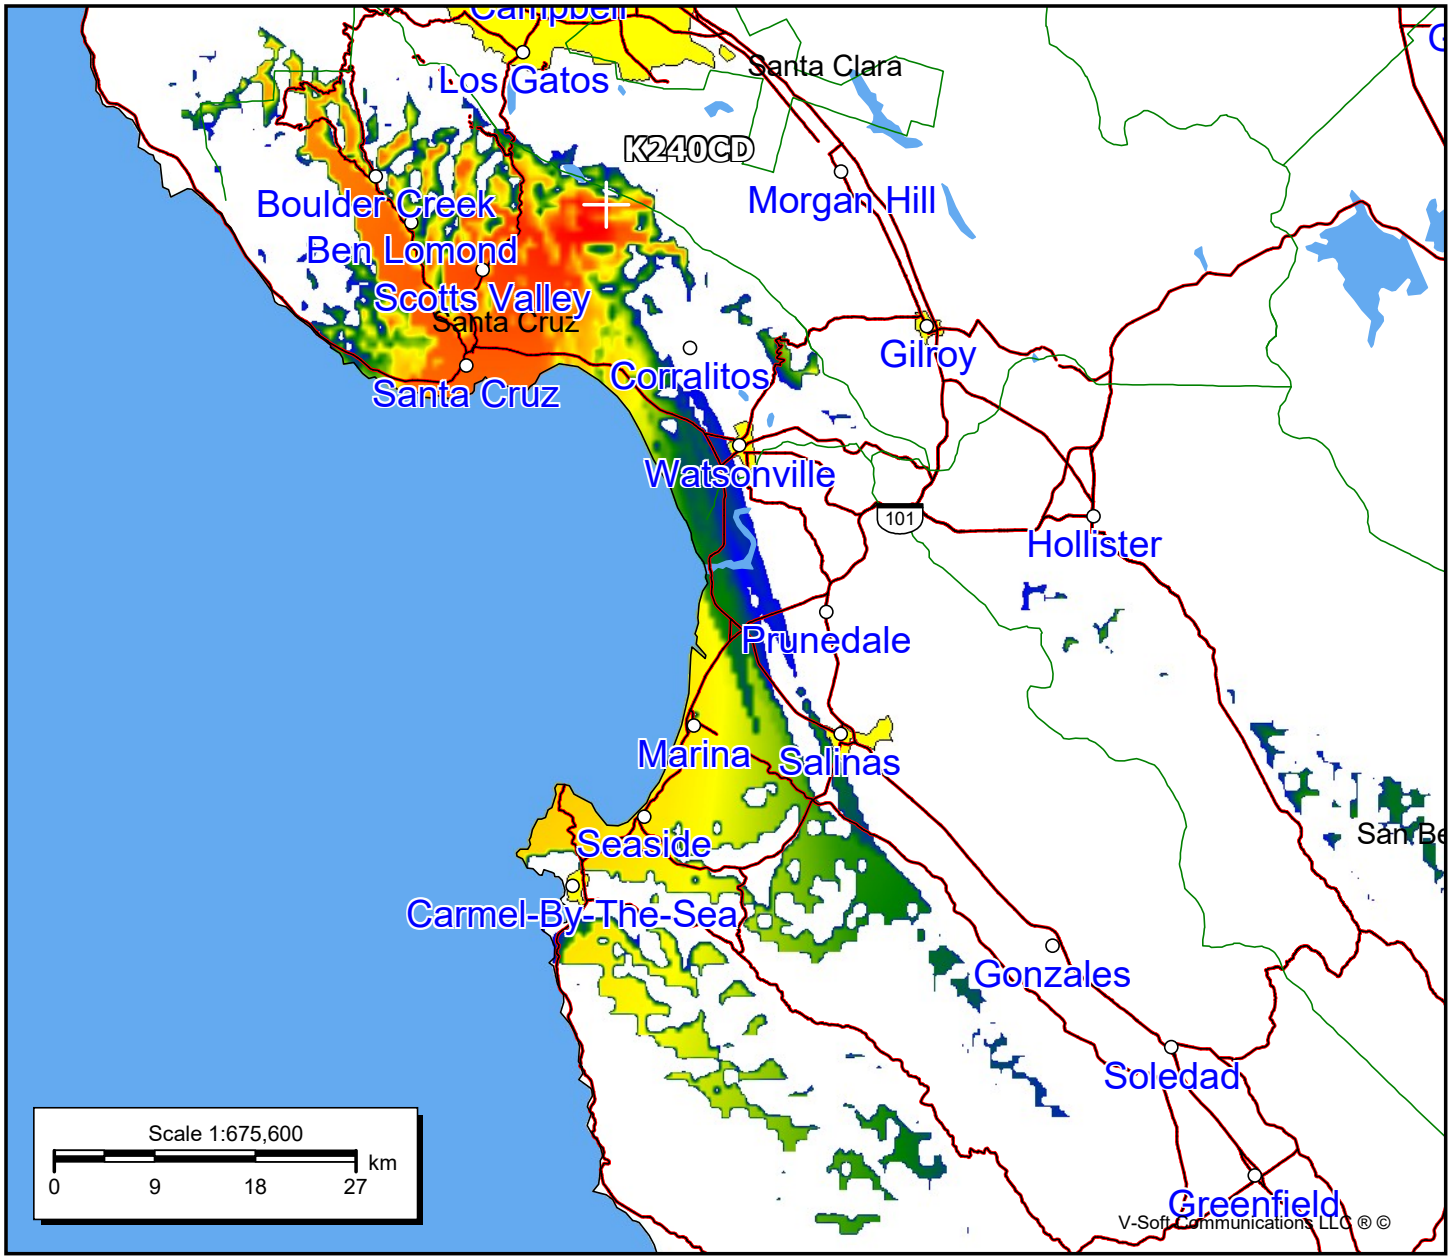 Campbell
Los Gatos
Santa Clara
K240CD
Morgan Hill
Boulder Creek
Ben Lomond
Scotts Valley
Santa Cruz
Gilroy
Corralitos
Santa Cruz
Watsonville
101
Hollister
Prunedale
Marina
Salinas
San Be
Seaside
Carmel-By-The-Sea
Gonzales
Soledad
Scale 1:675,600
km
0 9 18 27
Greenfield
V-Soft Communications LLC ® ©